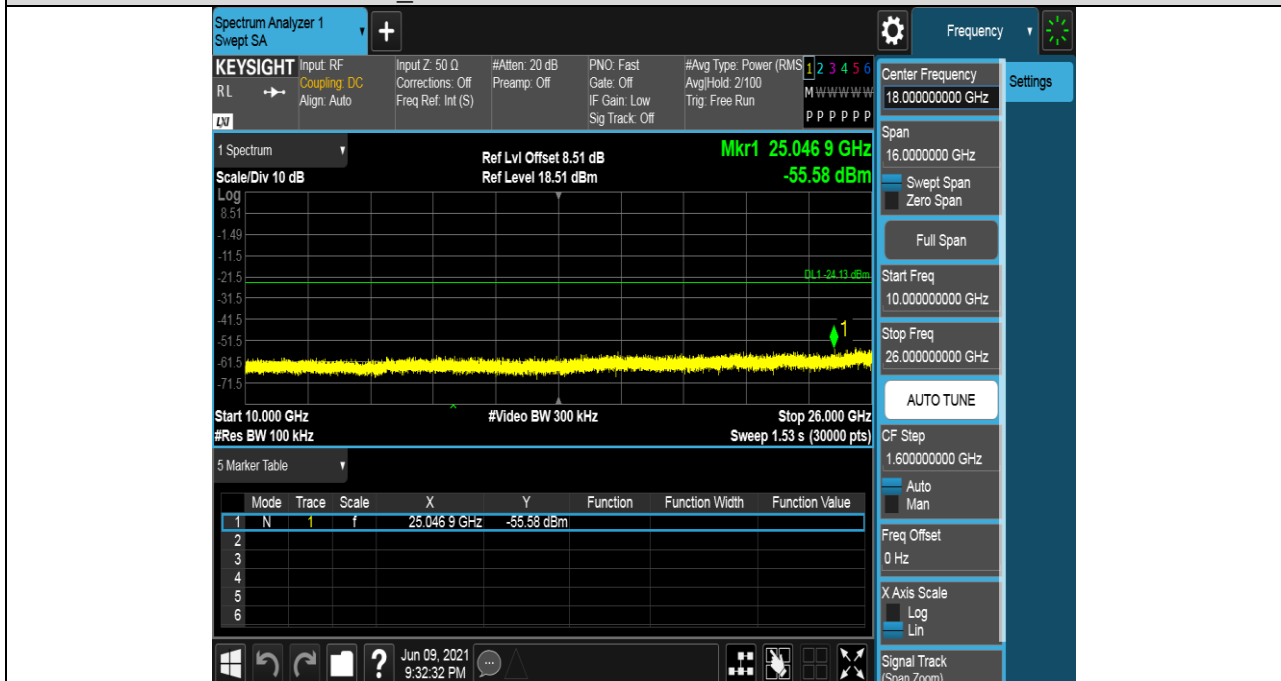 Spectrum Analyzer 1
Swept SA
+
Frequency
KEYSIGHT
RL
LXI
Input: RF
Coupling: DC
Align: Auto
Input Z: 50 Ω
Corrections: Off
Freq Ref: Int (S)
#Atten: 20 dB
Preamp: Off
PNO: Fast
Gate: Off
IF Gain: Low
Sig Track: Off
#Avg Type: Power (RMS
Avg|Hold: 2/100
Trig: Free Run
1 2 3 4 5 6
M W W W W W
P P P P P P
1 Spectrum
Scale/Div 10 dB
Ref Lvl Offset 8.51 dB
Ref Level 18.51 dBm
Mkr1 25.046 9 GHz
-55.58 dBm
Log
8.51
-1.49
-11.5
-21.5
-31.5
-41.5
-51.5
-61.5
-71.5
DL1 -24.13 dBm
1
Start 10.000 GHz
#Res BW 100 kHz
#Video BW 300 kHz
Stop 26.000 GHz
Sweep 1.53 s (30000 pts)
5 Marker Table
Mode Trace Scale X Y Function Function Width Function Value
1 N 1 f 25.046 9 GHz -55.58 dBm
2
3
4
5
6
?
Jun 09, 2021
9:32:32 PM
Center Frequency
18.000000000 GHz
Span
16.0000000 GHz
Swept Span
Zero Span
Full Span
Start Freq
10.000000000 GHz
Stop Freq
26.000000000 GHz
AUTO TUNE
CF Step
1.600000000 GHz
Auto
Man
Freq Offset
0 Hz
X Axis Scale
Log
Lin
Signal Track
(Span Zoom)
Settings